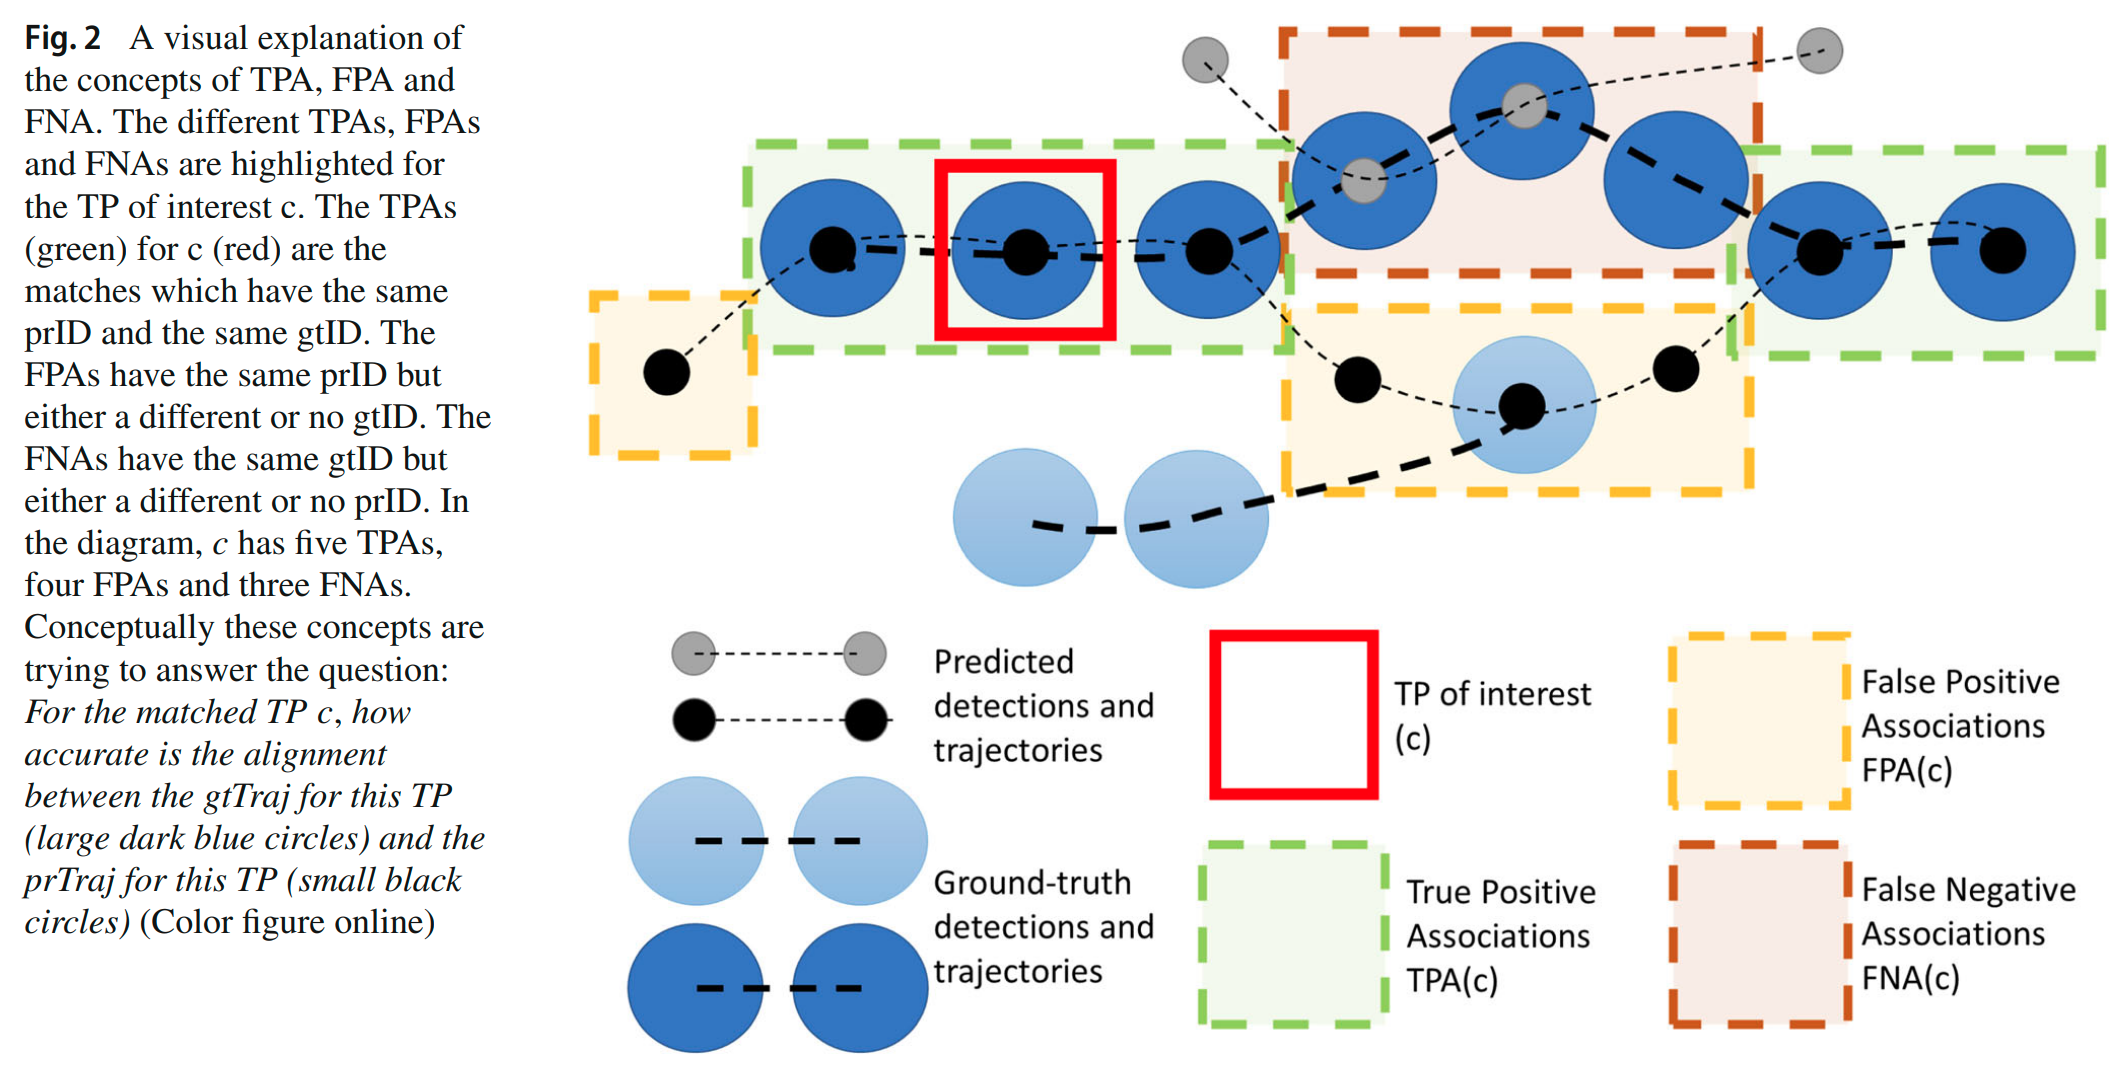 Fig. 2 A visual explanation of
the concepts of TPA, FPA and
FNA. The different TPAs, FPAs
and FNAs are highlighted for
the TP of interest c. The TPAs
(green) for c (red) are the
matches which have the same
prID and the same gtID. The
FPAs have the same prID but
either a different or no gtID. The
FNAs have the same gtID but
either a different or no prID. In
the diagram, c has five TPAs,
four FPAs and three FNAs.
Conceptually these concepts are
trying to answer the question:
For the matched TP c, how
accurate is the alignment
between the gtTraj for this TP
(large dark blue circles) and the
prTraj for this TP (small black
circles) (Color figure online)
Predicted
detections and
trajectories
Ground-truth
detections and
trajectories
TP of interest
(c)
True Positive
Associations
TPA(c)
False Positive
Associations
FPA(c)
False Negative
Associations
FNA(c)